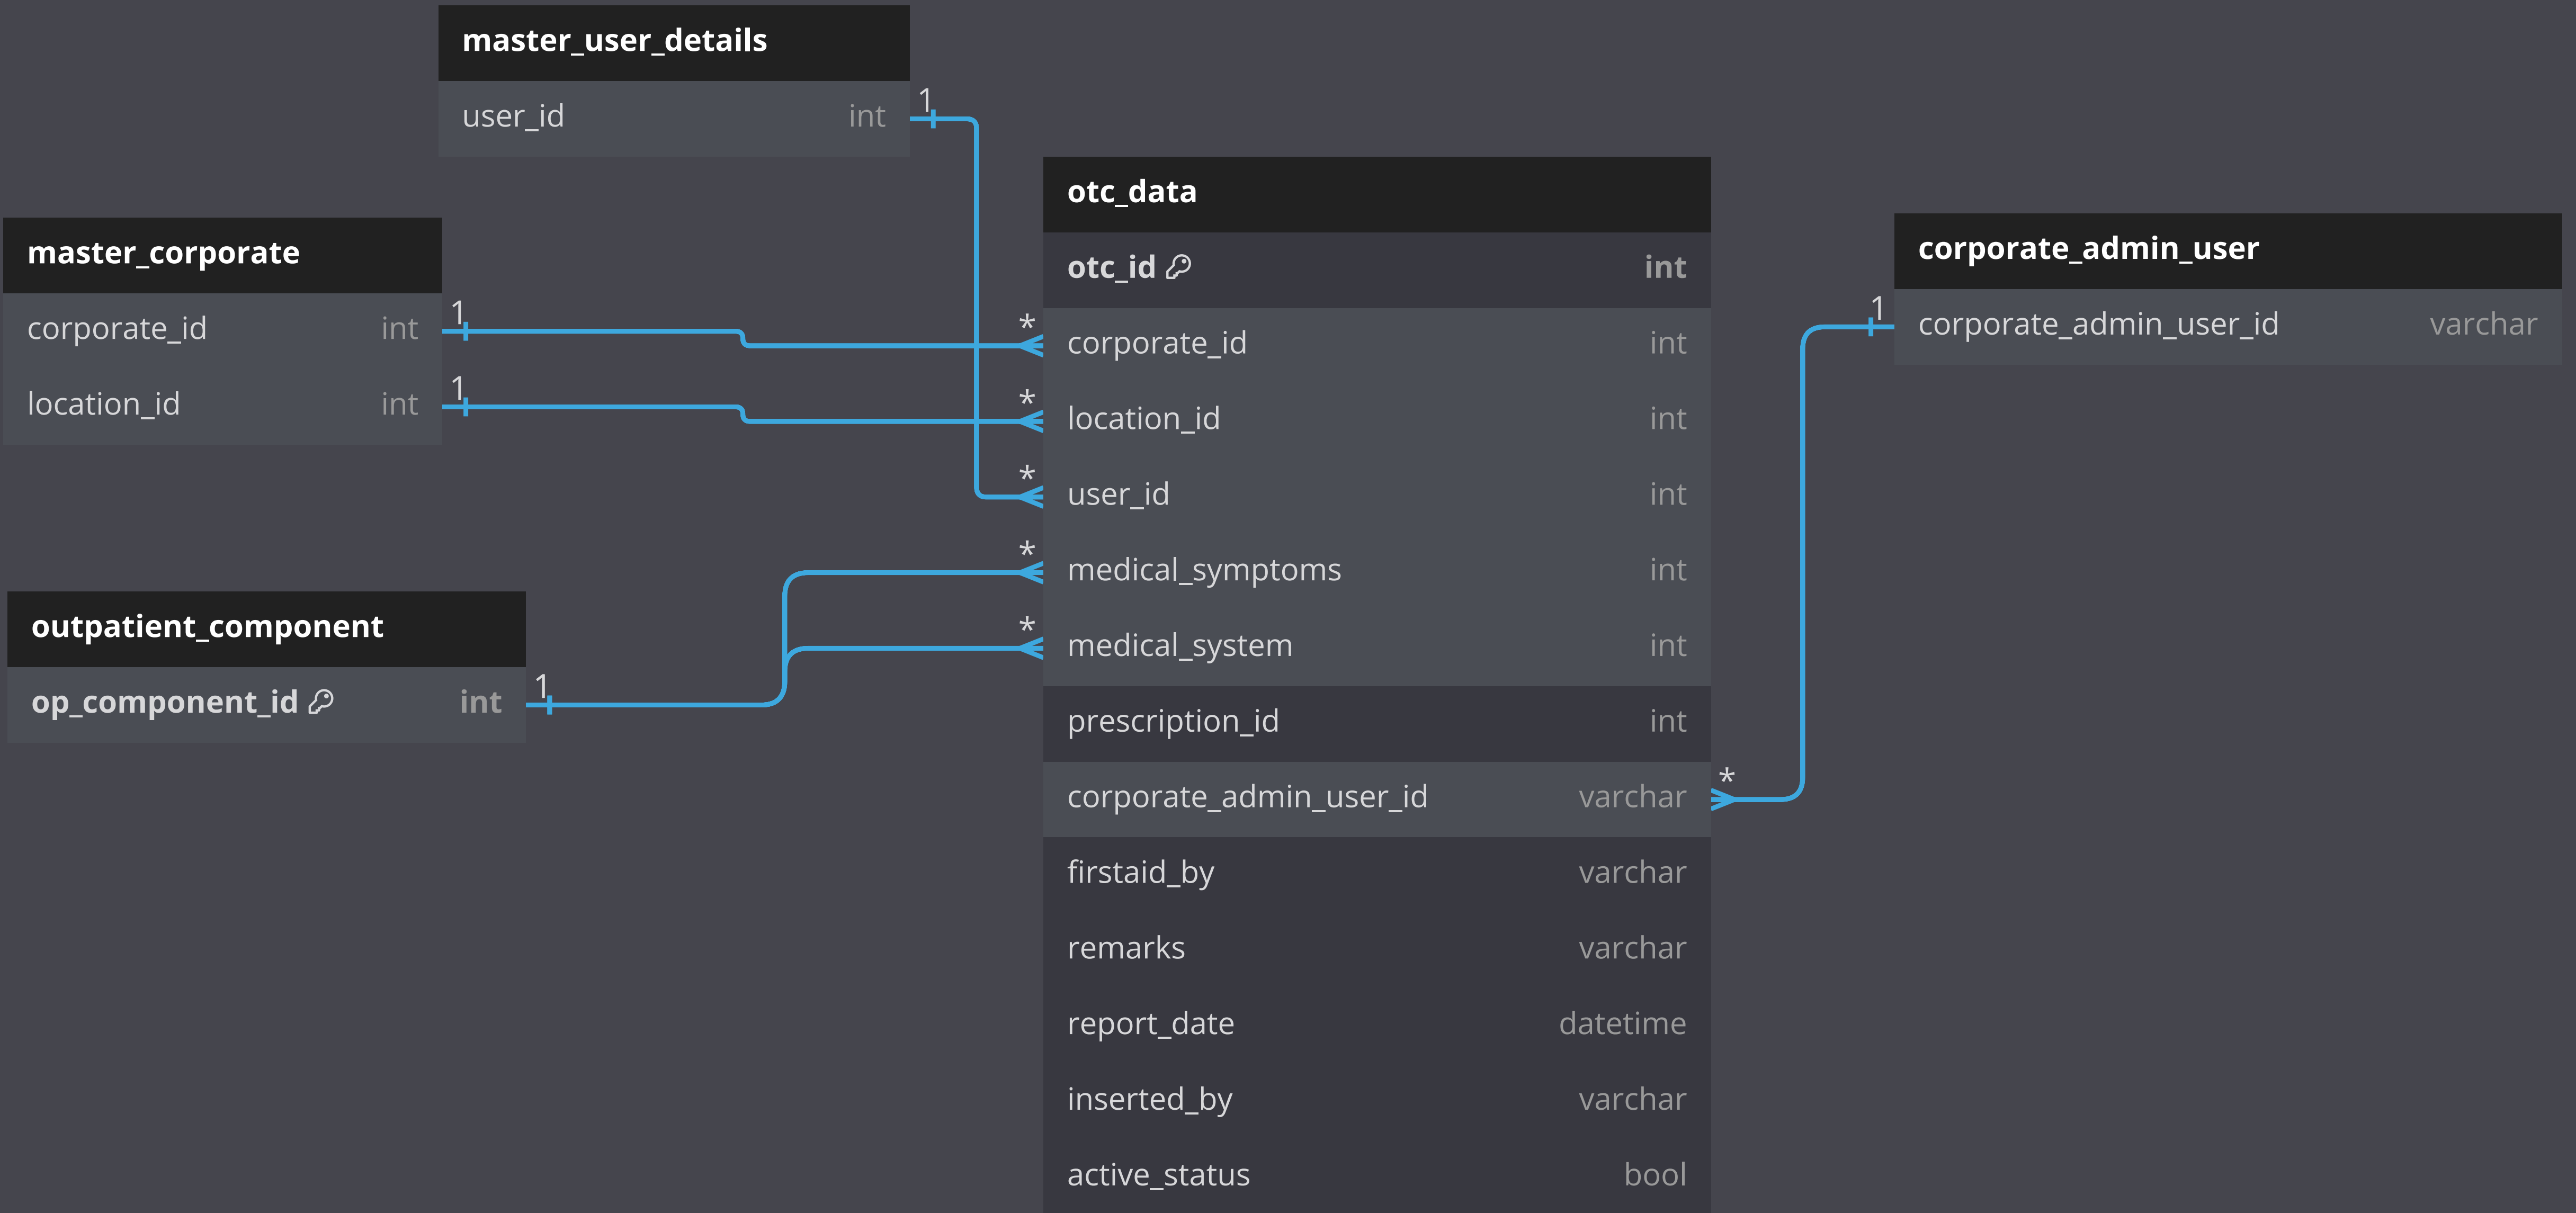 master_user_details
user_id int
1
master_corporate
corporate_id int
1
location_id int
1
outpatient_component
op_component_id int
1
otc_data
otc_id int
* corporate_id int
* location_id int
* user_id int
* medical_symptoms int
* medical_system int
prescription_id int
corporate_admin_user_id varchar *
firstaid_by varchar
remarks varchar
report_date datetime
inserted_by varchar
active_status bool
corporate_admin_user
1 corporate_admin_user_id varchar